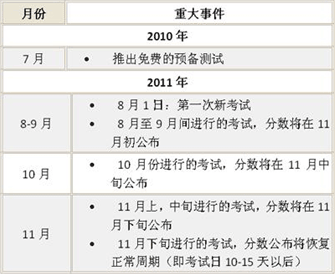 月份 重大事件
2010 年
7 月 • 推出免费的预备测试
2011 年
8-9 月 • 8 月 1 日：第一次新考试
• 8 月至 9 月间进行的考试，分数将在 11
月初公布
10 月 • 10 月份进行的考试，分数将在 11 月中
旬公布
11 月 • 11 月上，中旬进行的考试，分数将在 11
月下旬公布
• 11 月下旬进行的考试，分数公布将恢复
正常周期（即考试日 10-15 天以后）